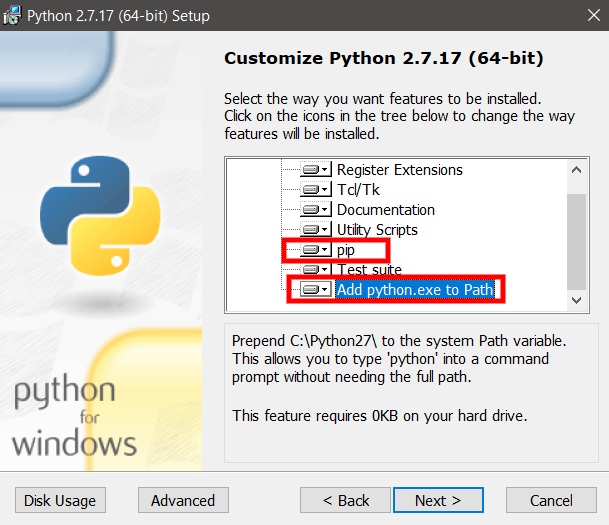 Python 2.7.17 (64-bit) Setup
Customize Python 2.7.17 (64-bit)
Select the way you want features to be installed.
Click on the icons in the tree below to change the way
features will be installed.
Register Extensions
Tcl/Tk
Documentation
Utility Scripts
pip
Test suite
Add python.exe to Path
Prepend C:\Python27\ to the system Path variable.
This allows you to type 'python' into a command
prompt without needing the full path.
This feature requires 0KB on your hard drive.
python
for
windows
Disk Usage
Advanced
< Back
Next >
Cancel